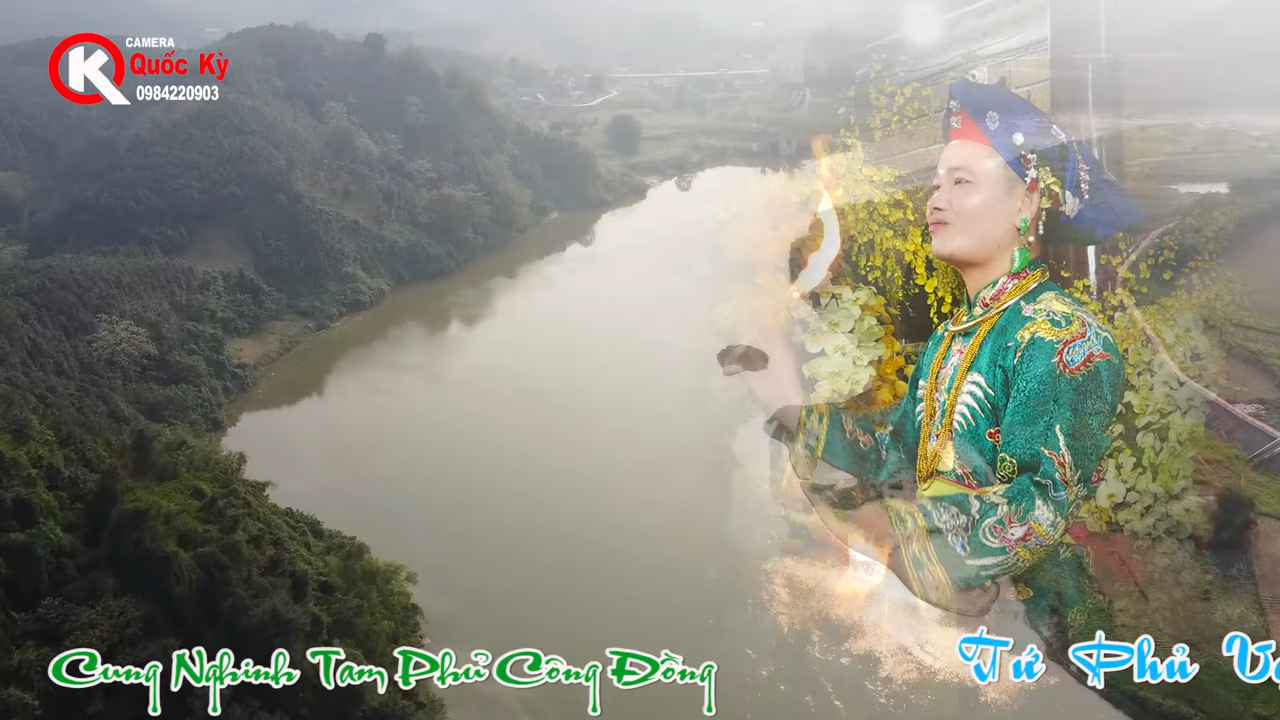 CAMERA
Quốc Kỳ
0984220903
Cung Nghinh Tam Phủ Công Đồng
Tứ Phủ